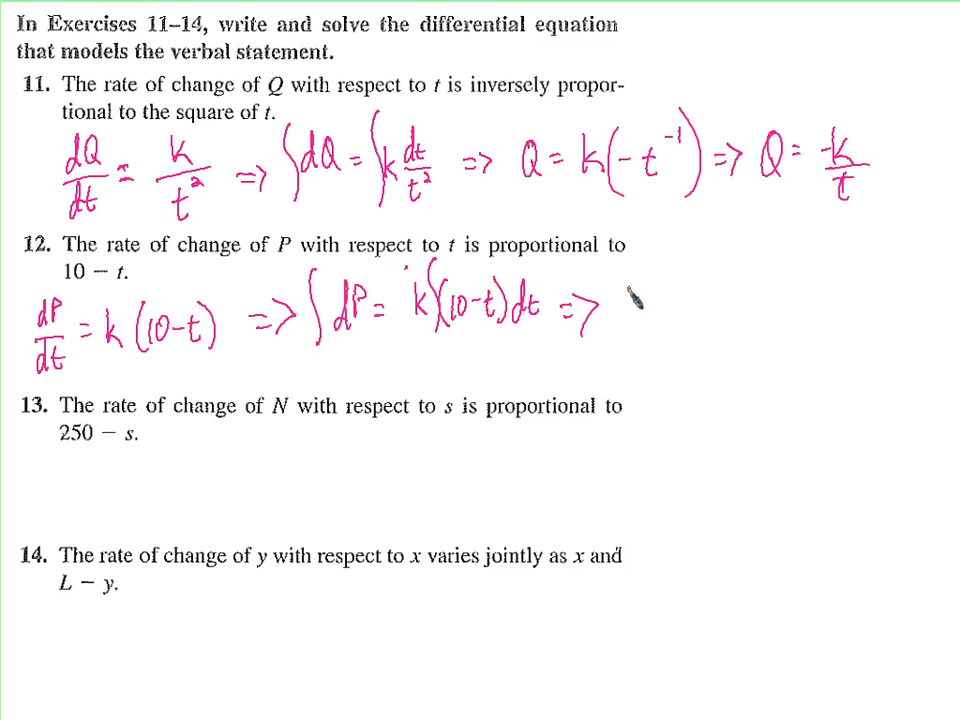 In Exercises 11–14, write and solve the differential equation
that models the verbal statement.
11. The rate of change of Q with respect to t is inversely propor-
tional to the square of t.
dQ/dt = k/t² => ∫dQ = ∫k dt/t² => Q = k(-t⁻¹) => Q = -k/t
12. The rate of change of P with respect to t is proportional to
10 − t.
dP/dt = k(10-t) => ∫dP = k∫(10-t)dt =>
13. The rate of change of N with respect to s is proportional to
250 − s.
14. The rate of change of y with respect to x varies jointly as x and
L − y.